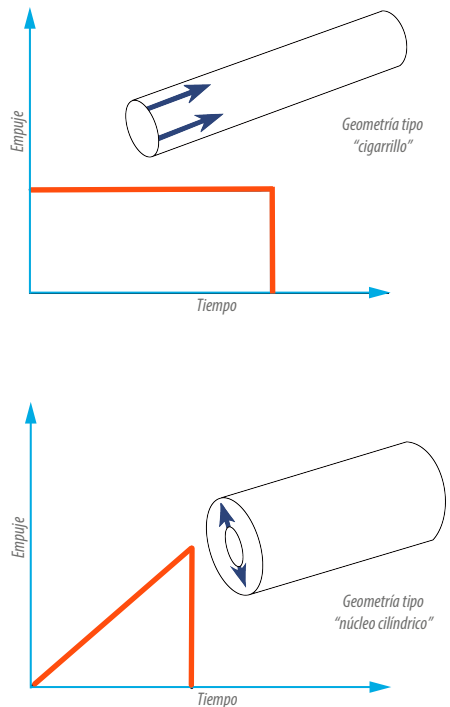 Empuje
Geometría tipo
“cigarrillo”
Tiempo
Empuje
Geometría tipo
“núcleo cilíndrico”
Tiempo